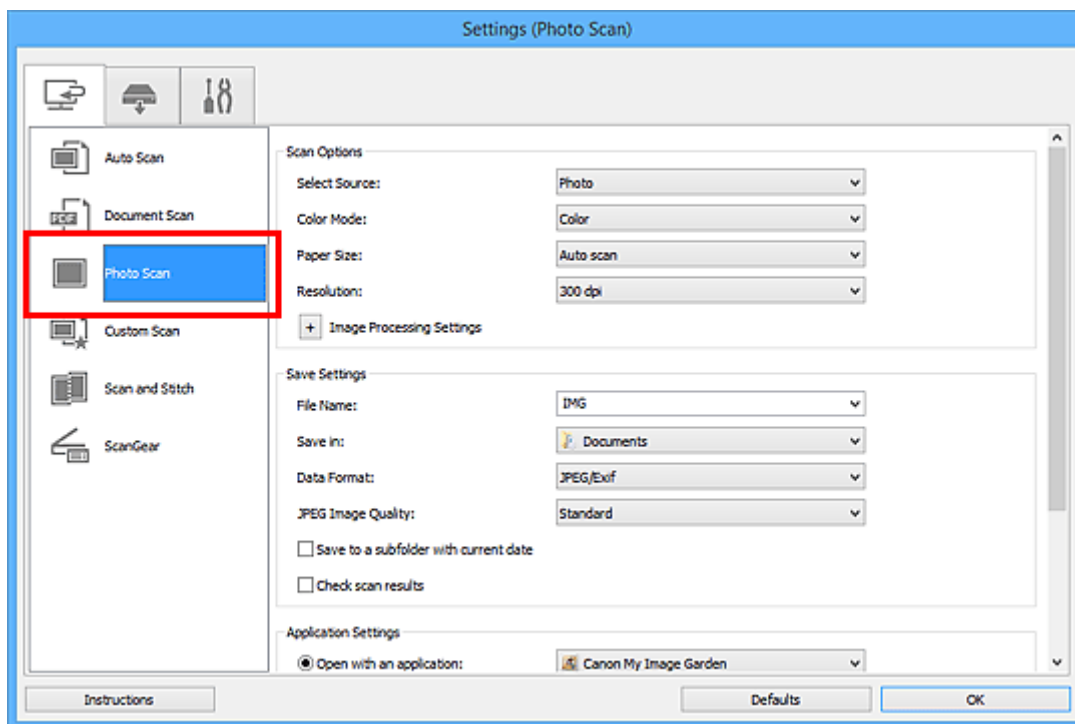 Settings (Photo Scan)
Auto Scan
PDF
Document Scan
Photo Scan
Custom Scan
Scan and Stitch
ScanGear
Scan Options
Select Source: Photo
Color Mode: Color
Paper Size: Auto scan
Resolution: 300 dpi
+ Image Processing Settings
Save Settings
File Name: IMG
Save in: Documents
Data Format: JPEG/Exif
JPEG Image Quality: Standard
Save to a subfolder with current date
Check scan results
Application Settings
Open with an application: Canon My Image Garden
Instructions Defaults OK